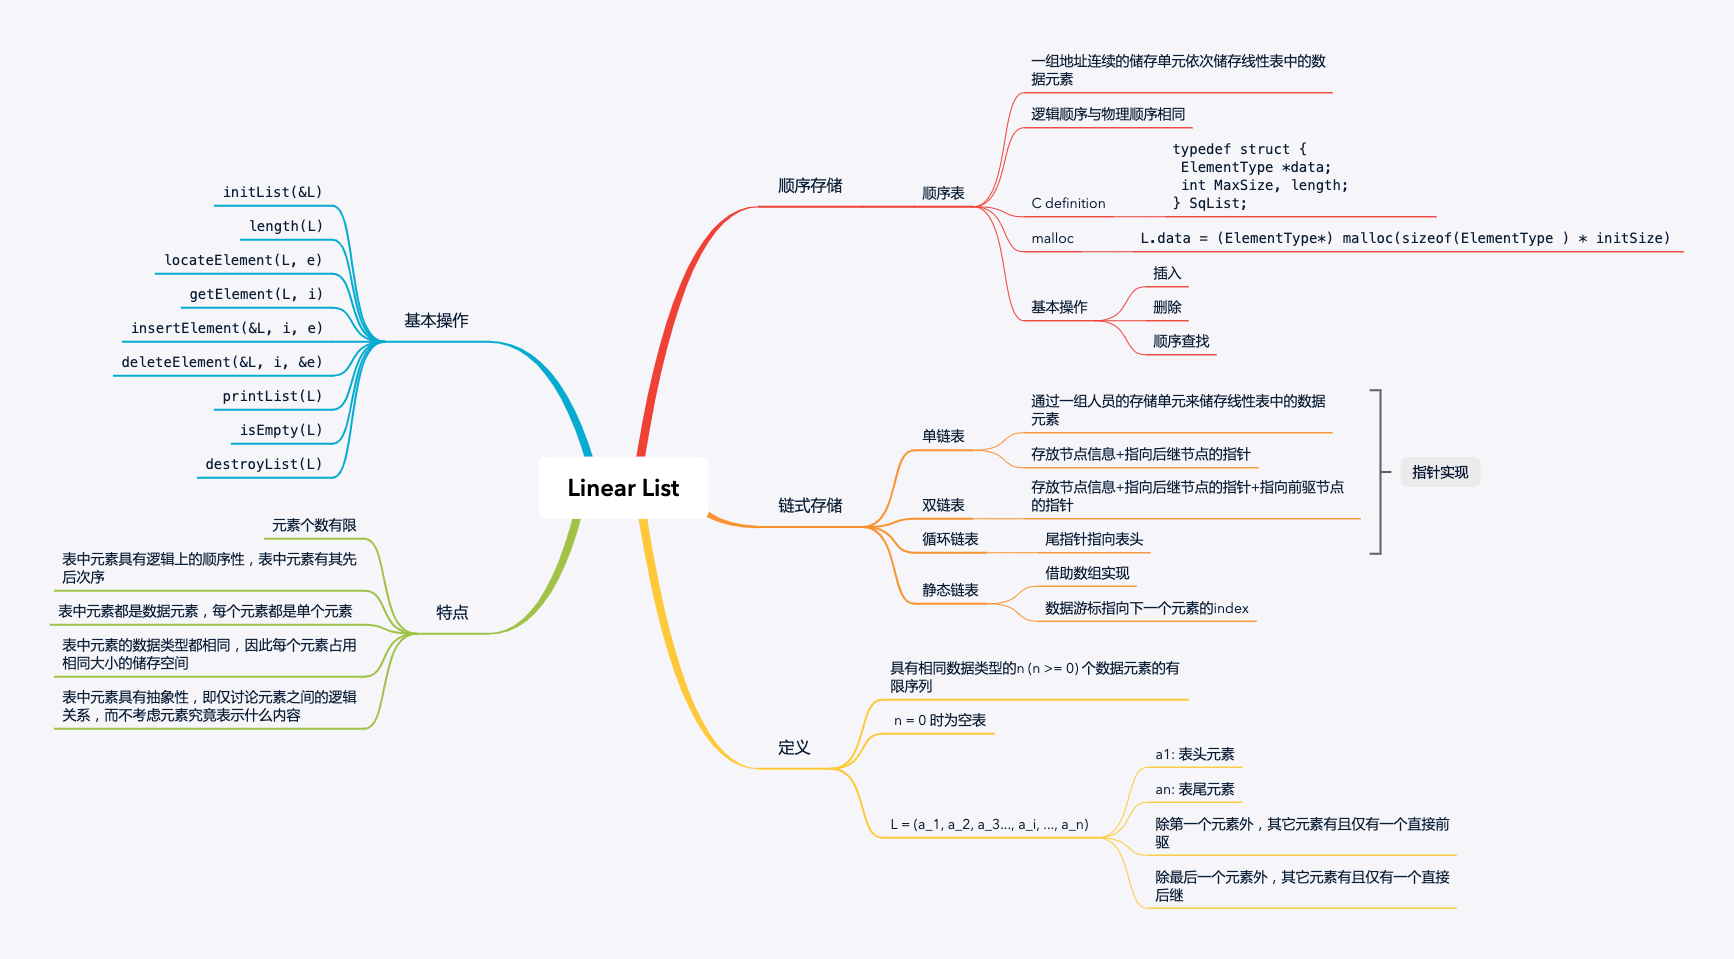 Linear List
顺序存储
顺序表
一组地址连续的储存单元依次储存线性表中的数
据元素
逻辑顺序与物理顺序相同
C definition
typedef struct {
ElementType *data;
int MaxSize, length;
} SqList;
malloc
L.data = (ElementType*) malloc(sizeof(ElementType ) * initSize)
基本操作
插入
删除
顺序查找
链式存储
单链表
通过一组人员的存储单元来储存线性表中的数据
元素
存放节点信息+指向后继节点的指针
双链表
存放节点信息+指向后继节点的指针+指向前驱节点
的指针
循环链表
尾指针指向表头
静态链表
借助数组实现
数据游标指向下一个元素的index
指针实现
定义
具有相同数据类型的n (n >= 0) 个数据元素的有
限序列
n = 0 时为空表
L = (a_1, a_2, a_3..., a_i, ..., a_n)
a1: 表头元素
an: 表尾元素
除第一个元素外，其它元素有且仅有一个直接前
驱
除最后一个元素外，其它元素有且仅有一个直接
后继
基本操作
initList(&L)
length(L)
locateElement(L, e)
getElement(L, i)
insertElement(&L, i, e)
deleteElement(&L, i, &e)
printList(L)
isEmpty(L)
destroyList(L)
特点
元素个数有限
表中元素具有逻辑上的顺序性，表中元素有其先
后次序
表中元素都是数据元素，每个元素都是单个元素
表中元素的数据类型都相同，因此每个元素占用
相同大小的储存空间
表中元素具有抽象性，即仅讨论元素之间的逻辑
关系，而不考虑元素究竟表示什么内容